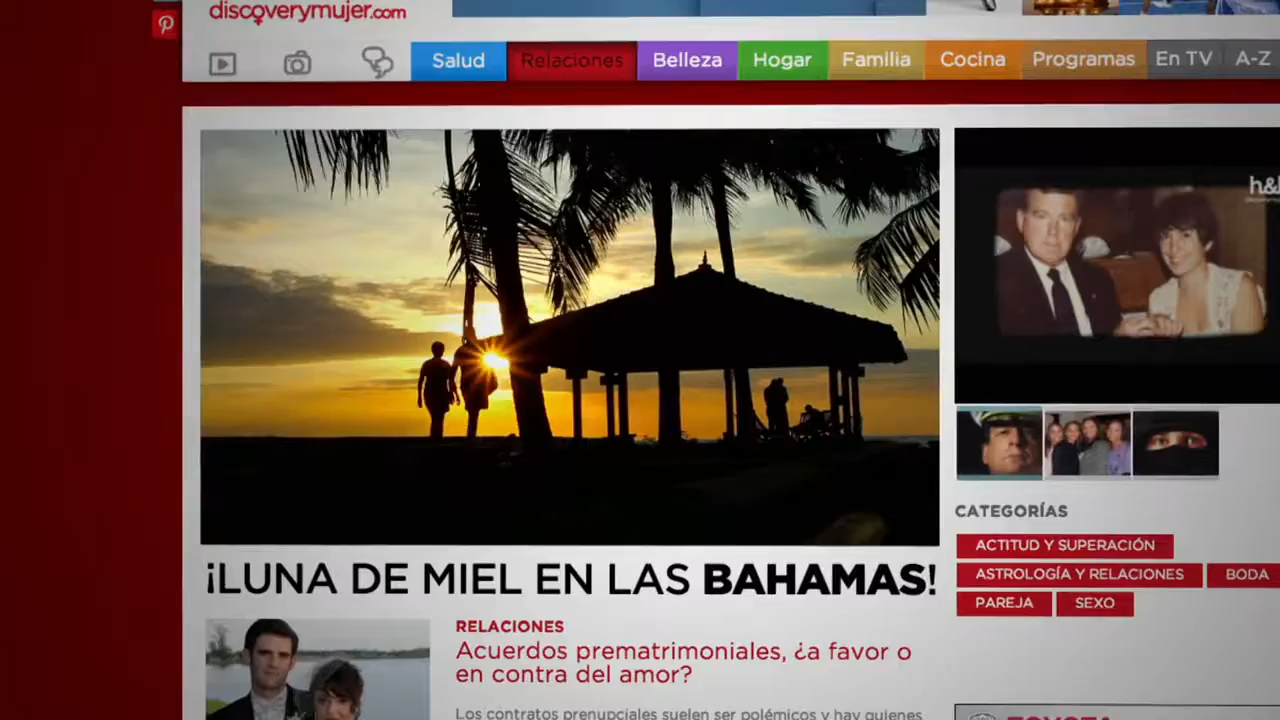 discoverymujer.com
Salud
Relaciones
Belleza
Hogar
Familia
Cocina
Programas
En TV
A-Z
¡LUNA DE MIEL EN LAS BAHAMAS!
CATEGORÍAS
ACTITUD Y SUPERACIÓN
ASTROLOGÍA Y RELACIONES
BODA
PAREJA
SEXO
RELACIONES
Acuerdos prematrimoniales, ¿a favor o
en contra del amor?
Los contratos prenupciales suelen ser polémicos y hay quienes
TOYOTA